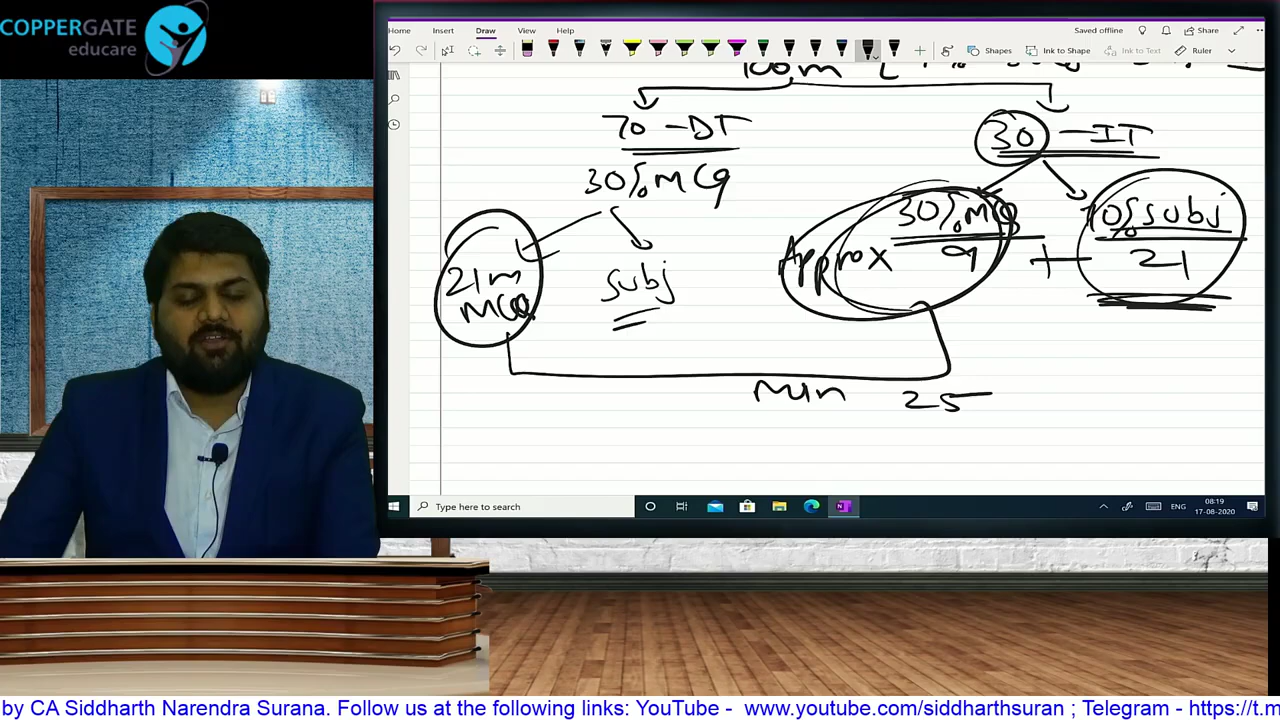 COPPERGATE
educare
Home Insert Draw View Help
Saved offline
Share
Shapes
Ink to Shape
Ink to Text
Ruler
100m
70 - DT
30 - IT
30% MCQ
30% MCQ
70% subj
Approx 9 + 21
21m
MCQ
subj
Min 25
Type here to search
ENG
08:19
17-08-2020
by CA Siddharth Narendra Surana. Follow us at the following links: YouTube - www.youtube.com/siddharthsuran ; Telegram - https://t.m